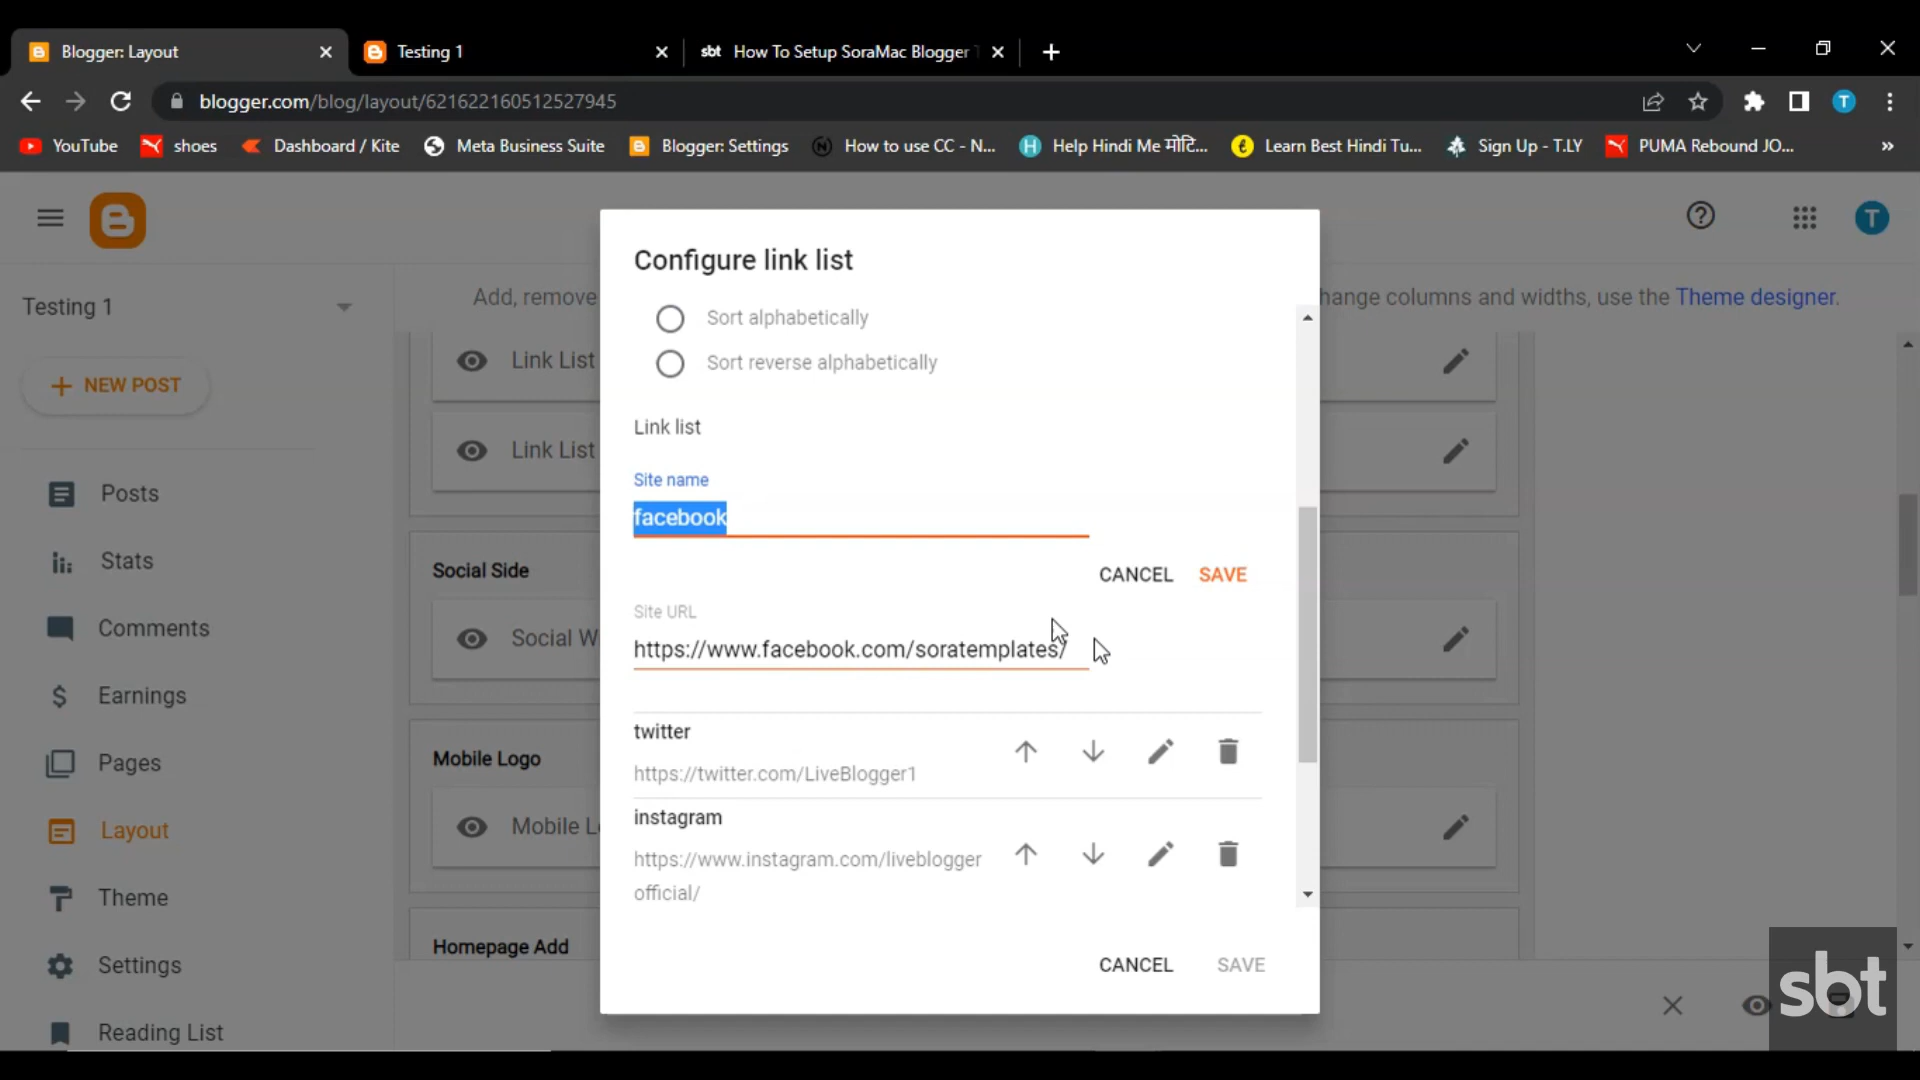 Blogger: Layout
Testing 1
sbt How To Setup SoraMac Blogger
blogger.com/blog/layout/621622160512527945
T
YouTube
shoes
Dashboard / Kite
Meta Business Suite
Blogger: Settings
How to use CC - N...
Help Hindi Me मोटि...
Learn Best Hindi Tu...
Sign Up - T.LY
PUMA Rebound JO...
»
T
Testing 1
NEW POST
Posts
Stats
Comments
Earnings
Pages
Layout
Theme
Settings
Reading List
Add, remove
hange columns and widths, use the Theme designer.
Link List
Link List
Social Side
Social W
Mobile Logo
Mobile L
Homepage Add
Configure link list
Sort alphabetically
Sort reverse alphabetically
Link list
Site name
facebook
CANCEL SAVE
Site URL
https://www.facebook.com/soratemplates/
twitter
https://twitter.com/LiveBlogger1
instagram
https://www.instagram.com/liveblogger
official/
CANCEL SAVE
sbt